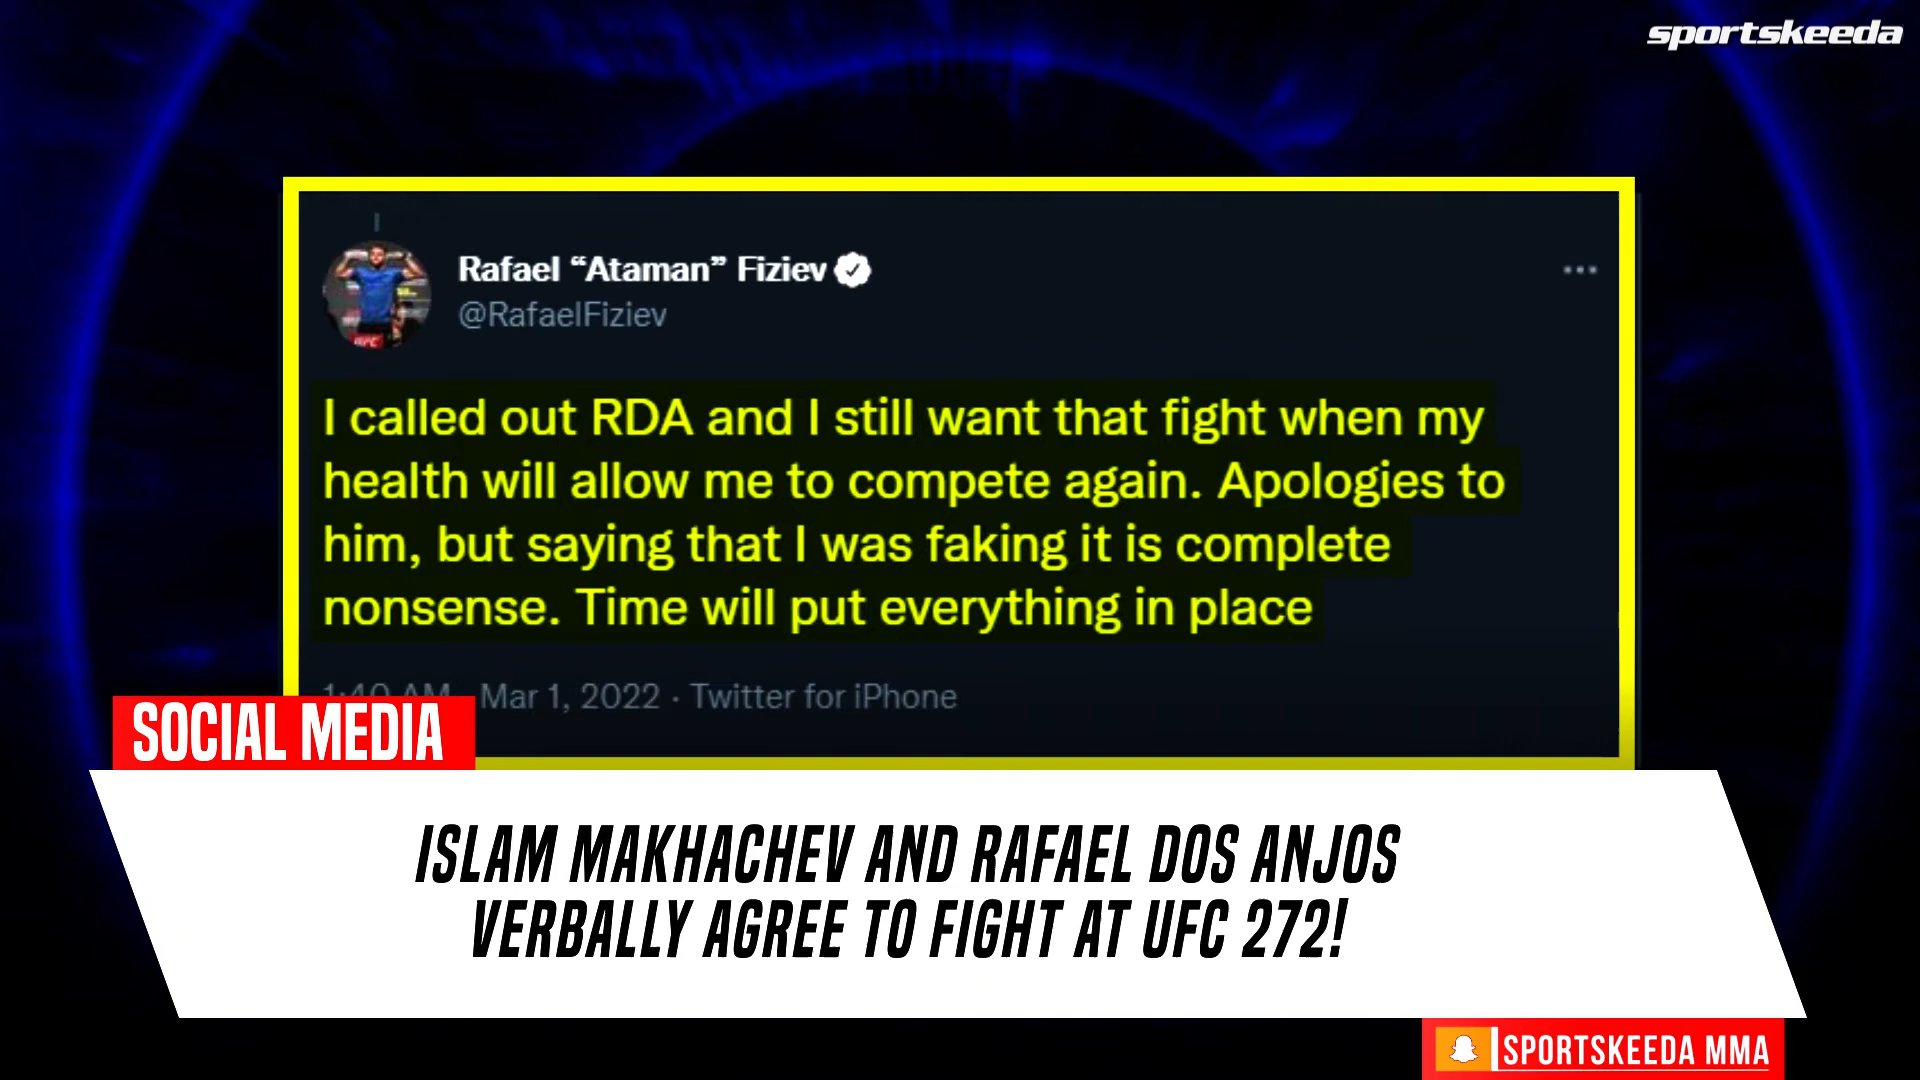 sportskeeda
Rafael “Ataman” Fiziev
@RafaelFiziev
I called out RDA and I still want that fight when my
health will allow me to compete again. Apologies to
him, but saying that I was faking it is complete
nonsense. Time will put everything in place
1:40 AM · Mar 1, 2022 · Twitter for iPhone
SOCIAL MEDIA
ISLAM MAKHACHEV AND RAFAEL DOS ANJOS
VERBALLY AGREE TO FIGHT AT UFC 272!
SPORTSKEEDA MMA